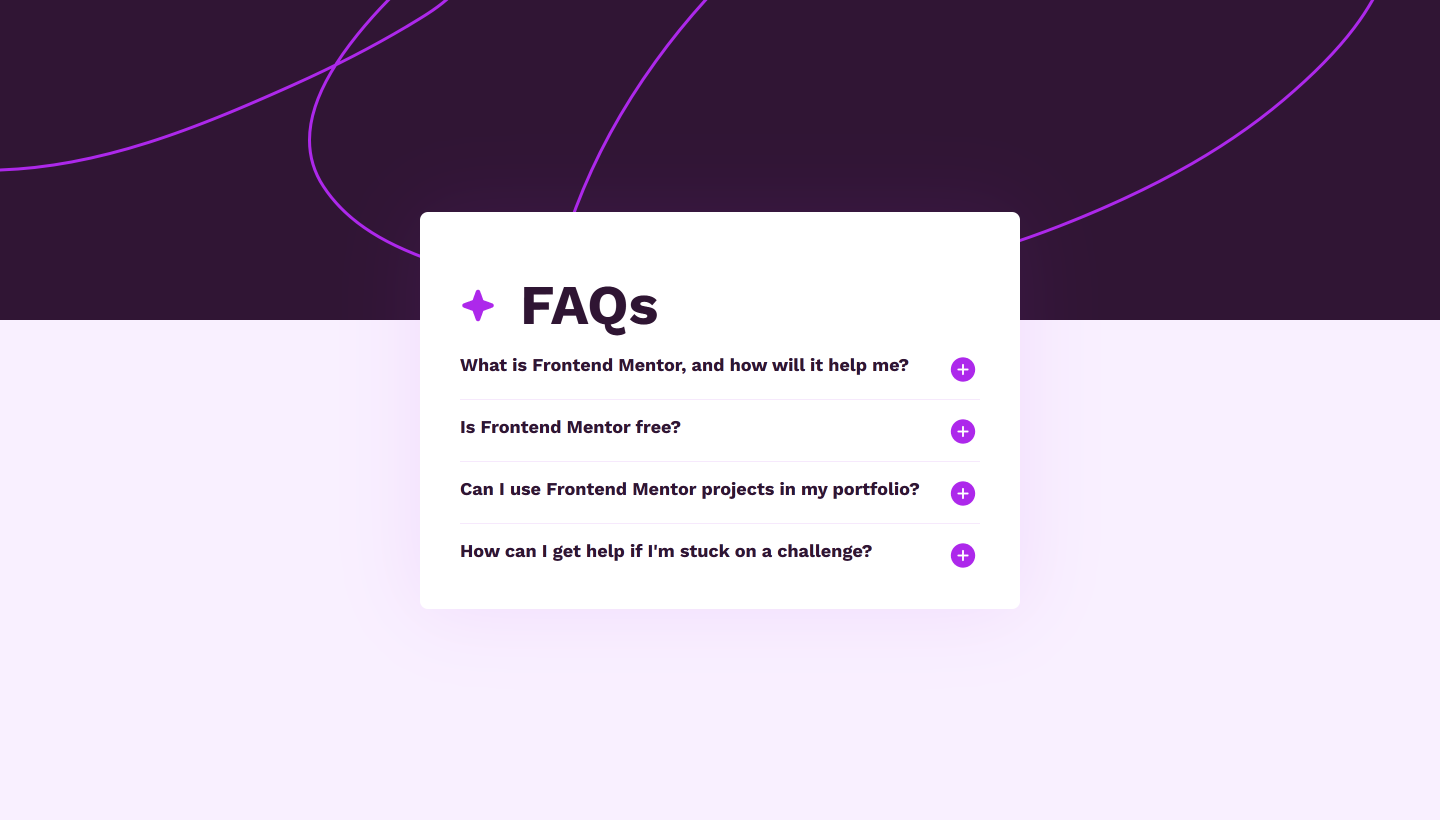 FAQs
What is Frontend Mentor, and how will it help me?
Is Frontend Mentor free?
Can I use Frontend Mentor projects in my portfolio?
How can I get help if I'm stuck on a challenge?